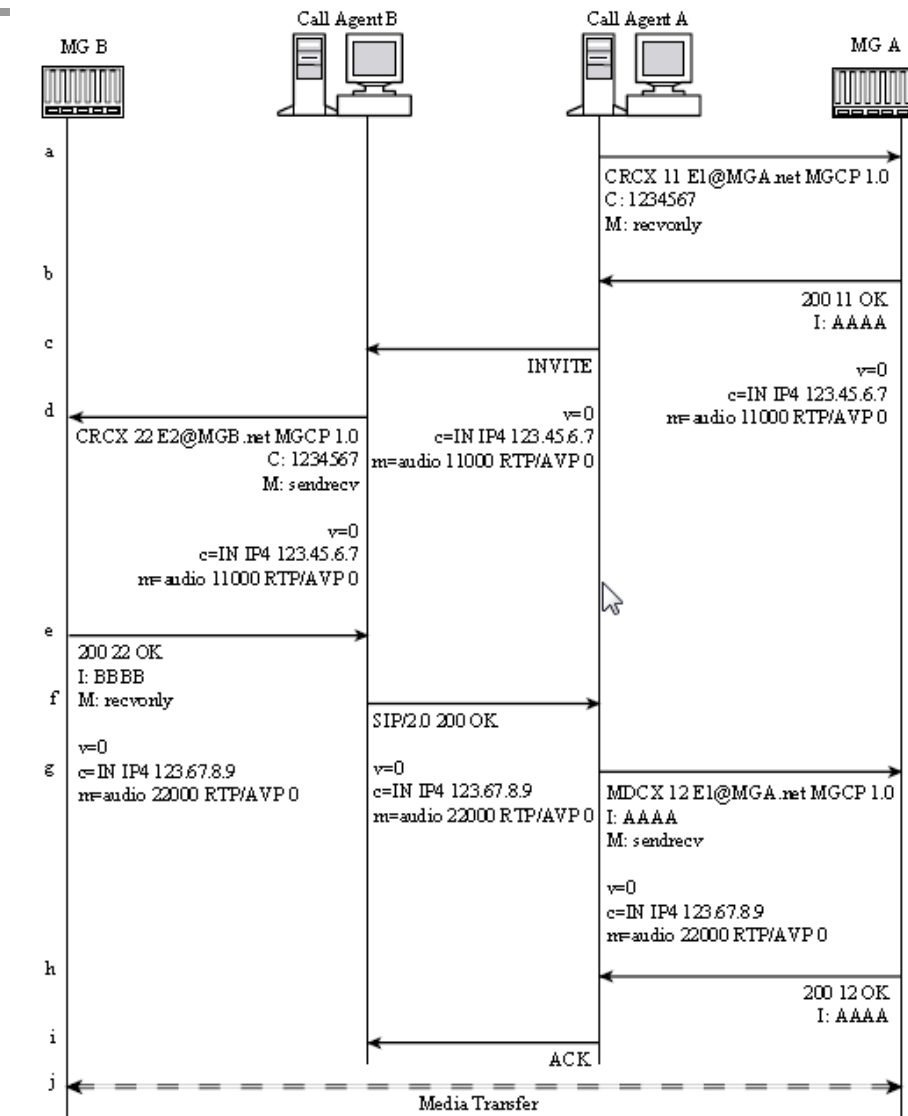 Call Agent B
Call Agent A
MG B
MG A
a
CRCX 11 E1@MGA.net MGCP 1.0
C: 1234567
M: recvonly
b
200 11 OK
I: AAAA
v=0
c=IN IP4 123.45.6.7
m=audio 11000 RTP/AVP 0
c
INVITE
v=0
c=IN IP4 123.45.6.7
m=audio 11000 RTP/AVP 0
d
CRCX 22 E2@MGB.net MGCP 1.0
C: 1234567
M: sendrecv
v=0
c=IN IP4 123.45.6.7
m=audio 11000 RTP/AVP 0
e
200 22 OK
I: BBBB
M: recvonly
v=0
c=IN IP4 123.67.8.9
m=audio 22000 RTP/AVP 0
f
SIP/2.0 200 OK
v=0
c=IN IP4 123.67.8.9
m=audio 22000 RTP/AVP 0
g
MDCX 12 E1@MGA.net MGCP 1.0
I: AAAA
M: sendrecv
v=0
c=IN IP4 123.67.8.9
m=audio 22000 RTP/AVP 0
h
200 12 OK
I: AAAA
i
ACK
j
Media Transfer